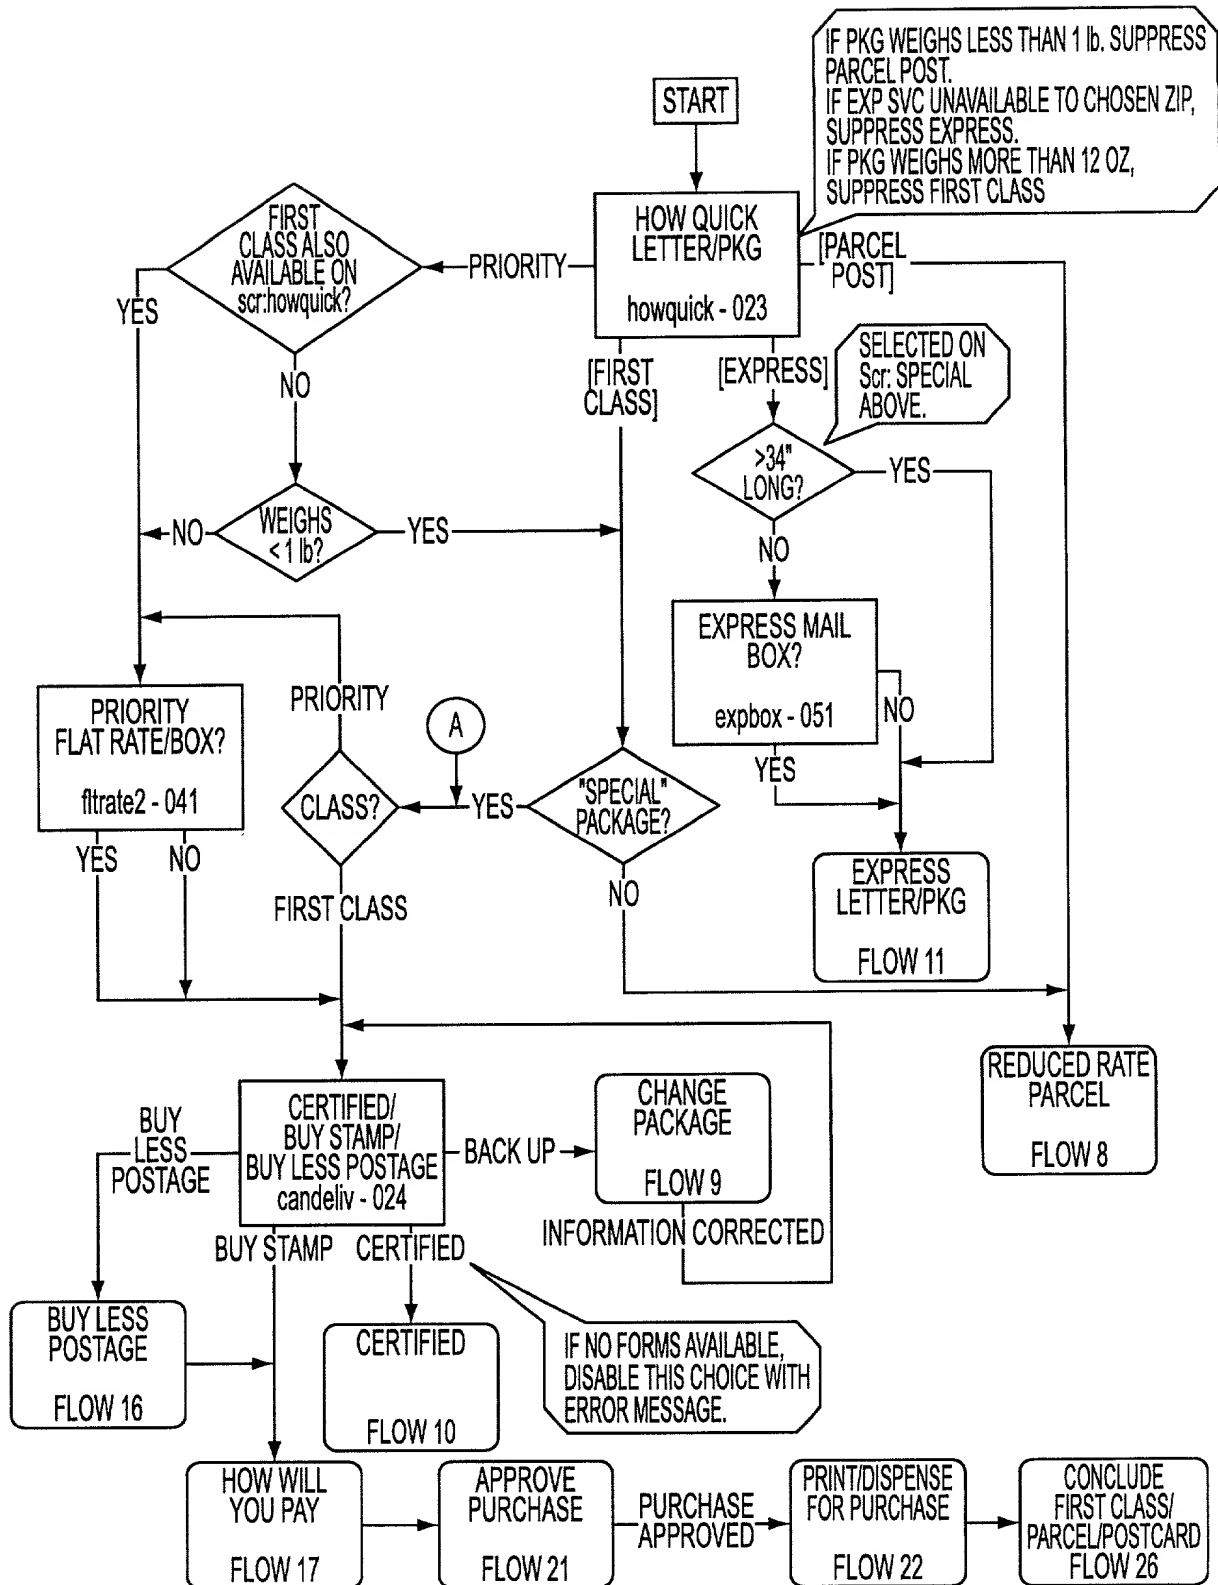 IF PKG WEIGHS LESS THAN 1 lb. SUPPRESS
PARCEL POST.
IF EXP SVC UNAVAILABLE TO CHOSEN ZIP,
SUPPRESS EXPRESS.
IF PKG WEIGHS MORE THAN 12 OZ,
SUPPRESS FIRST CLASS
START
HOW QUICK
LETTER/PKG
howquick - 023
[PARCEL
POST]
PRIORITY
FIRST
CLASS ALSO
AVAILABLE ON
scr:howquick?
YES
NO
[FIRST
CLASS]
[EXPRESS]
SELECTED ON
Scr: SPECIAL
ABOVE.
>34"
LONG?
YES
NO
WEIGHS
< 1 lb?
NO
YES
EXPRESS MAIL
BOX?
expbox - 051
NO
YES
PRIORITY
FLAT RATE/BOX?
fltrate2 - 041
YES
NO
PRIORITY
A
CLASS?
YES
"SPECIAL"
PACKAGE?
NO
FIRST CLASS
EXPRESS
LETTER/PKG
FLOW 11
REDUCED RATE
PARCEL
FLOW 8
CERTIFIED/
BUY STAMP/
BUY LESS POSTAGE
candeliv - 024
BUY
LESS
POSTAGE
BACK UP
CHANGE
PACKAGE
FLOW 9
INFORMATION CORRECTED
BUY STAMP
CERTIFIED
BUY LESS
POSTAGE
FLOW 16
CERTIFIED
FLOW 10
IF NO FORMS AVAILABLE,
DISABLE THIS CHOICE WITH
ERROR MESSAGE.
HOW WILL
YOU PAY
FLOW 17
APPROVE
PURCHASE
FLOW 21
PURCHASE
APPROVED
PRINT/DISPENSE
FOR PURCHASE
FLOW 22
CONCLUDE
FIRST CLASS/
PARCEL/POSTCARD
FLOW 26